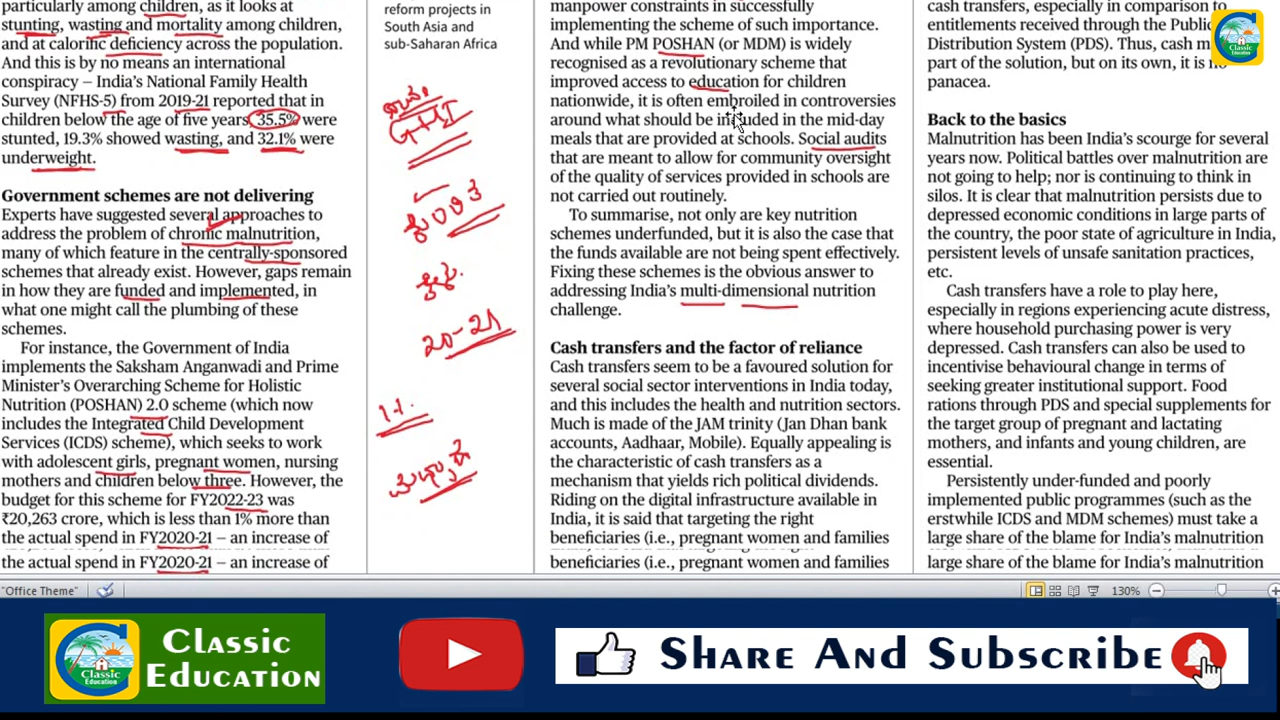 particularly among children, as it looks at
stunting, wasting and mortality among children,
and at calorific deficiency across the population.
And this is by no means an international
conspiracy – India's National Family Health
Survey (NFHS-5) from 2019-21 reported that in
children below the age of five years, 35.5% were
stunted, 19.3% showed wasting, and 32.1% were
underweight.
Government schemes are not delivering
Experts have suggested several approaches to
address the problem of chronic malnutrition,
many of which feature in the centrally-sponsored
schemes that already exist. However, gaps remain
in how they are funded and implemented, in
what one might call the plumbing of these
schemes.
For instance, the Government of India
implements the Saksham Anganwadi and Prime
Minister's Overarching Scheme for Holistic
Nutrition (POSHAN) 2.0 scheme (which now
includes the Integrated Child Development
Services (ICDS) scheme), which seeks to work
with adolescent girls, pregnant women, nursing
mothers and children below three. However, the
budget for this scheme for FY2022-23 was
₹20,263 crore, which is less than 1% more than
the actual spend in FY2020-21 – an increase of
the actual spend in FY2020-21 – an increase of
reform projects in
South Asia and
sub-Saharan Africa
GHI
20-21
manpower constraints in successfully
implementing the scheme of such importance.
And while PM POSHAN (or MDM) is widely
recognised as a revolutionary scheme that
improved access to education for children
nationwide, it is often embroiled in controversies
around what should be included in the mid-day
meals that are provided at schools. Social audits
that are meant to allow for community oversight
of the quality of services provided in schools are
not carried out routinely.
To summarise, not only are key nutrition
schemes underfunded, but it is also the case that
the funds available are not being spent effectively.
Fixing these schemes is the obvious answer to
addressing India's multi-dimensional nutrition
challenge.
Cash transfers and the factor of reliance
Cash transfers seem to be a favoured solution for
several social sector interventions in India today,
and this includes the health and nutrition sectors.
Much is made of the JAM trinity (Jan Dhan bank
accounts, Aadhaar, Mobile). Equally appealing is
the characteristic of cash transfers as a
mechanism that yields rich political dividends.
Riding on the digital infrastructure available in
India, it is said that targeting the right
beneficiaries (i.e., pregnant women and families
beneficiaries (i.e., pregnant women and families
cash transfers, especially in comparison to
entitlements received through the Public
Distribution System (PDS). Thus, cash m
part of the solution, but on its own, it is no
panacea.
Back to the basics
Malnutrition has been India's scourge for several
years now. Political battles over malnutrition are
not going to help; nor is continuing to think in
silos. It is clear that malnutrition persists due to
depressed economic conditions in large parts of
the country, the poor state of agriculture in India,
persistent levels of unsafe sanitation practices,
etc.
Cash transfers have a role to play here,
especially in regions experiencing acute distress,
where household purchasing power is very
depressed. Cash transfers can also be used to
incentivise behavioural change in terms of
seeking greater institutional support. Food
rations through PDS and special supplements for
the target group of pregnant and lactating
mothers, and infants and young children, are
essential.
Persistently under-funded and poorly
implemented public programmes (such as the
erstwhile ICDS and MDM schemes) must take a
large share of the blame for India's malnutrition
large share of the blame for India's malnutrition
Classic
Education
"Office Theme"
130%
Classic
Education
Classic
Education
Share And Subscribe